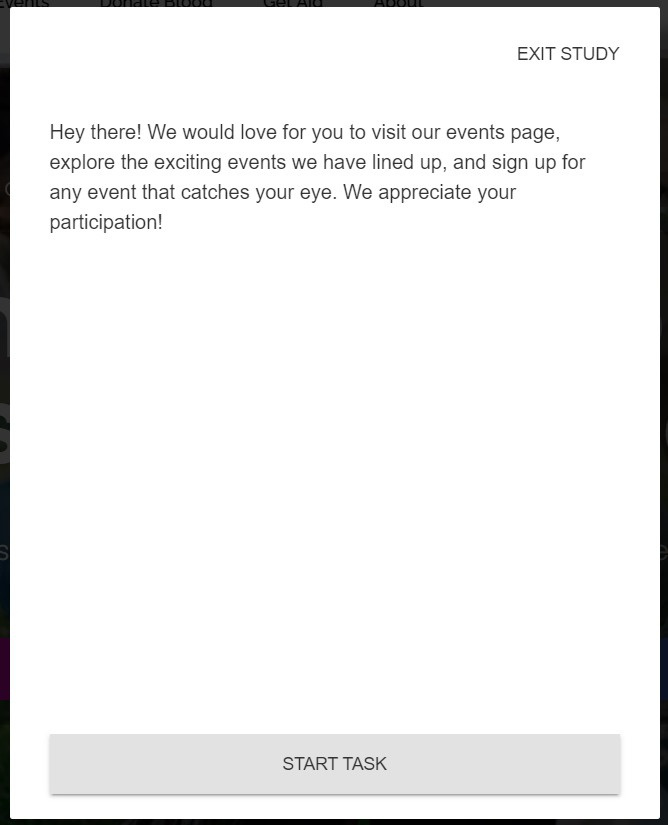 Events Donate Blood Get Aid About
EXIT STUDY
Hey there! We would love for you to visit our events page,
explore the exciting events we have lined up, and sign up for
any event that catches your eye. We appreciate your
participation!
START TASK